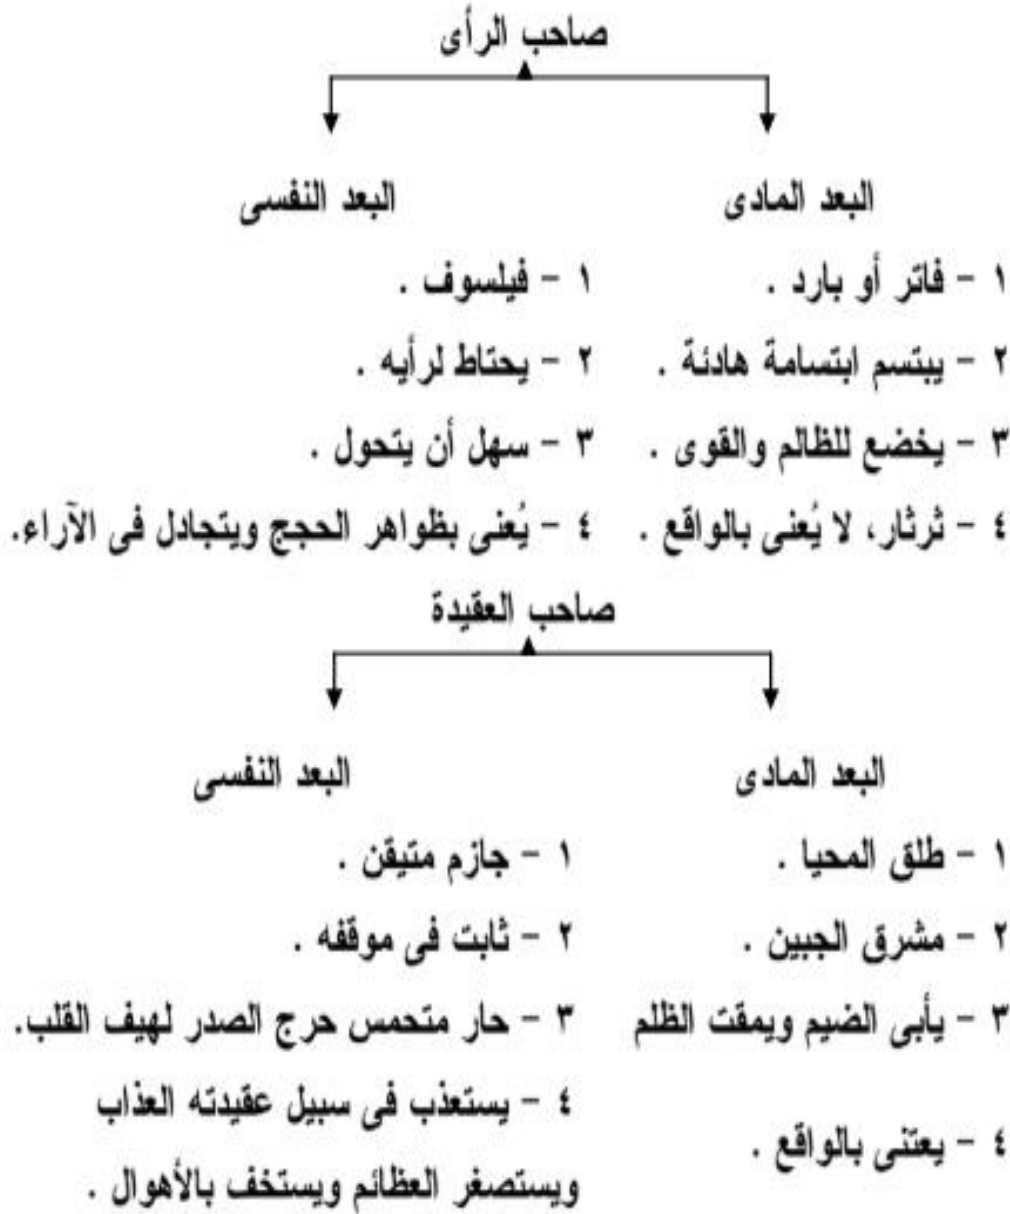 صاحب الرأى
البعد المادى
البعد النفسى
١ - فاتر أو بارد .
١ - فيلسوف .
٢ - يبتسم ابتسامة هادئة .
٢ - يحتاط لرأيه .
٣ - يخضع للظالم والقوى .
٣ - سهل أن يتحول .
٤ - ثرثار، لا يُعنى بالواقع .
٤ - يُعنى بظواهر الحجج ويتجادل فى الآراء.
صاحب العقيدة
البعد المادى
البعد النفسى
١ - طلق المحيا .
١ - جازم متيقن .
٢ - مشرق الجبين .
٢ - ثابت فى موقفه .
٣ - يأبى الضيم ويمقت الظلم
٣ - حار متحمس حرج الصدر لهيف القلب.
٤ - يعتنى بالواقع .
٤ - يستعذب فى سبيل عقيدته العذاب
ويستصغر العظائم ويستخف بالأهوال .